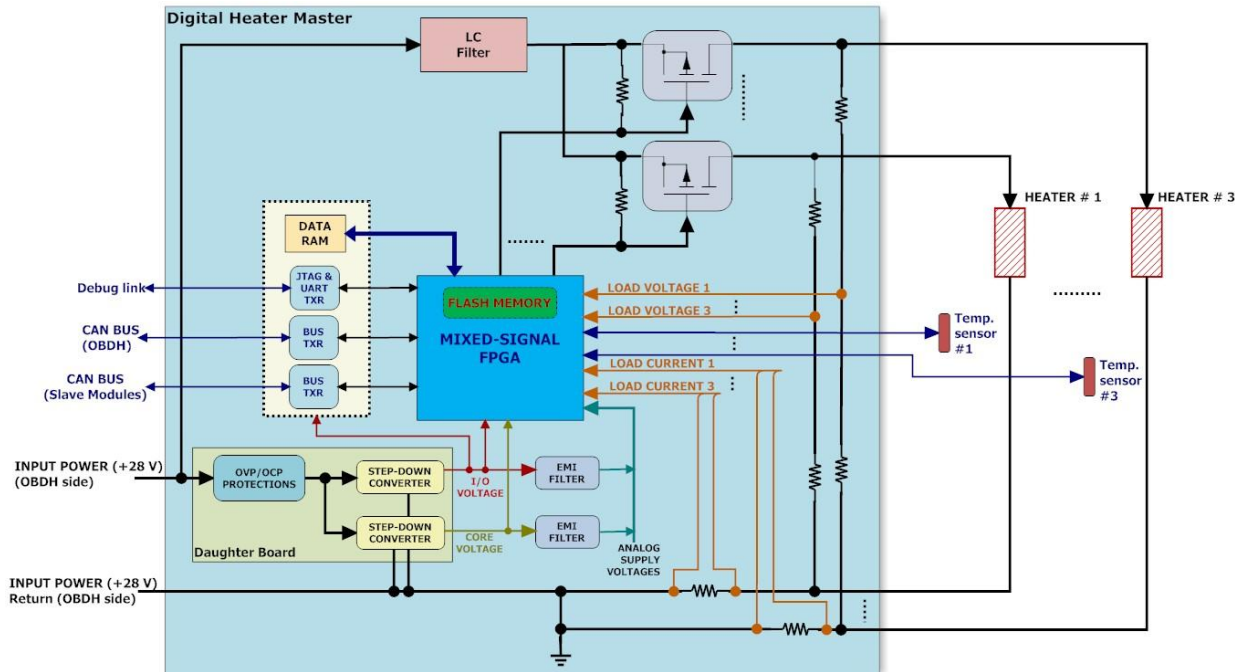 Digital Heater Master
LC
Filter
HEATER # 1
HEATER # 3
DATA
RAM
JTAG &
UART
TXR
Debug link
FLASH MEMORY
MIXED-SIGNAL
FPGA
LOAD VOLTAGE 1
LOAD VOLTAGE 3
Temp.
sensor
#1
CAN BUS
(OBDH)
BUS
TXR
LOAD CURRENT 1
LOAD CURRENT 3
Temp.
sensor
#3
CAN BUS
(Slave Modules)
BUS
TXR
INPUT POWER (+28 V)
(OBDH side)
OVP/OCP
PROTECTIONS
STEP-DOWN
CONVERTER
I/O
VOLTAGE
EMI
FILTER
STEP-DOWN
CONVERTER
CORE
VOLTAGE
EMI
FILTER
Daughter Board
ANALOG
SUPPLY
VOLTAGES
INPUT POWER (+28 V)
Return (OBDH side)